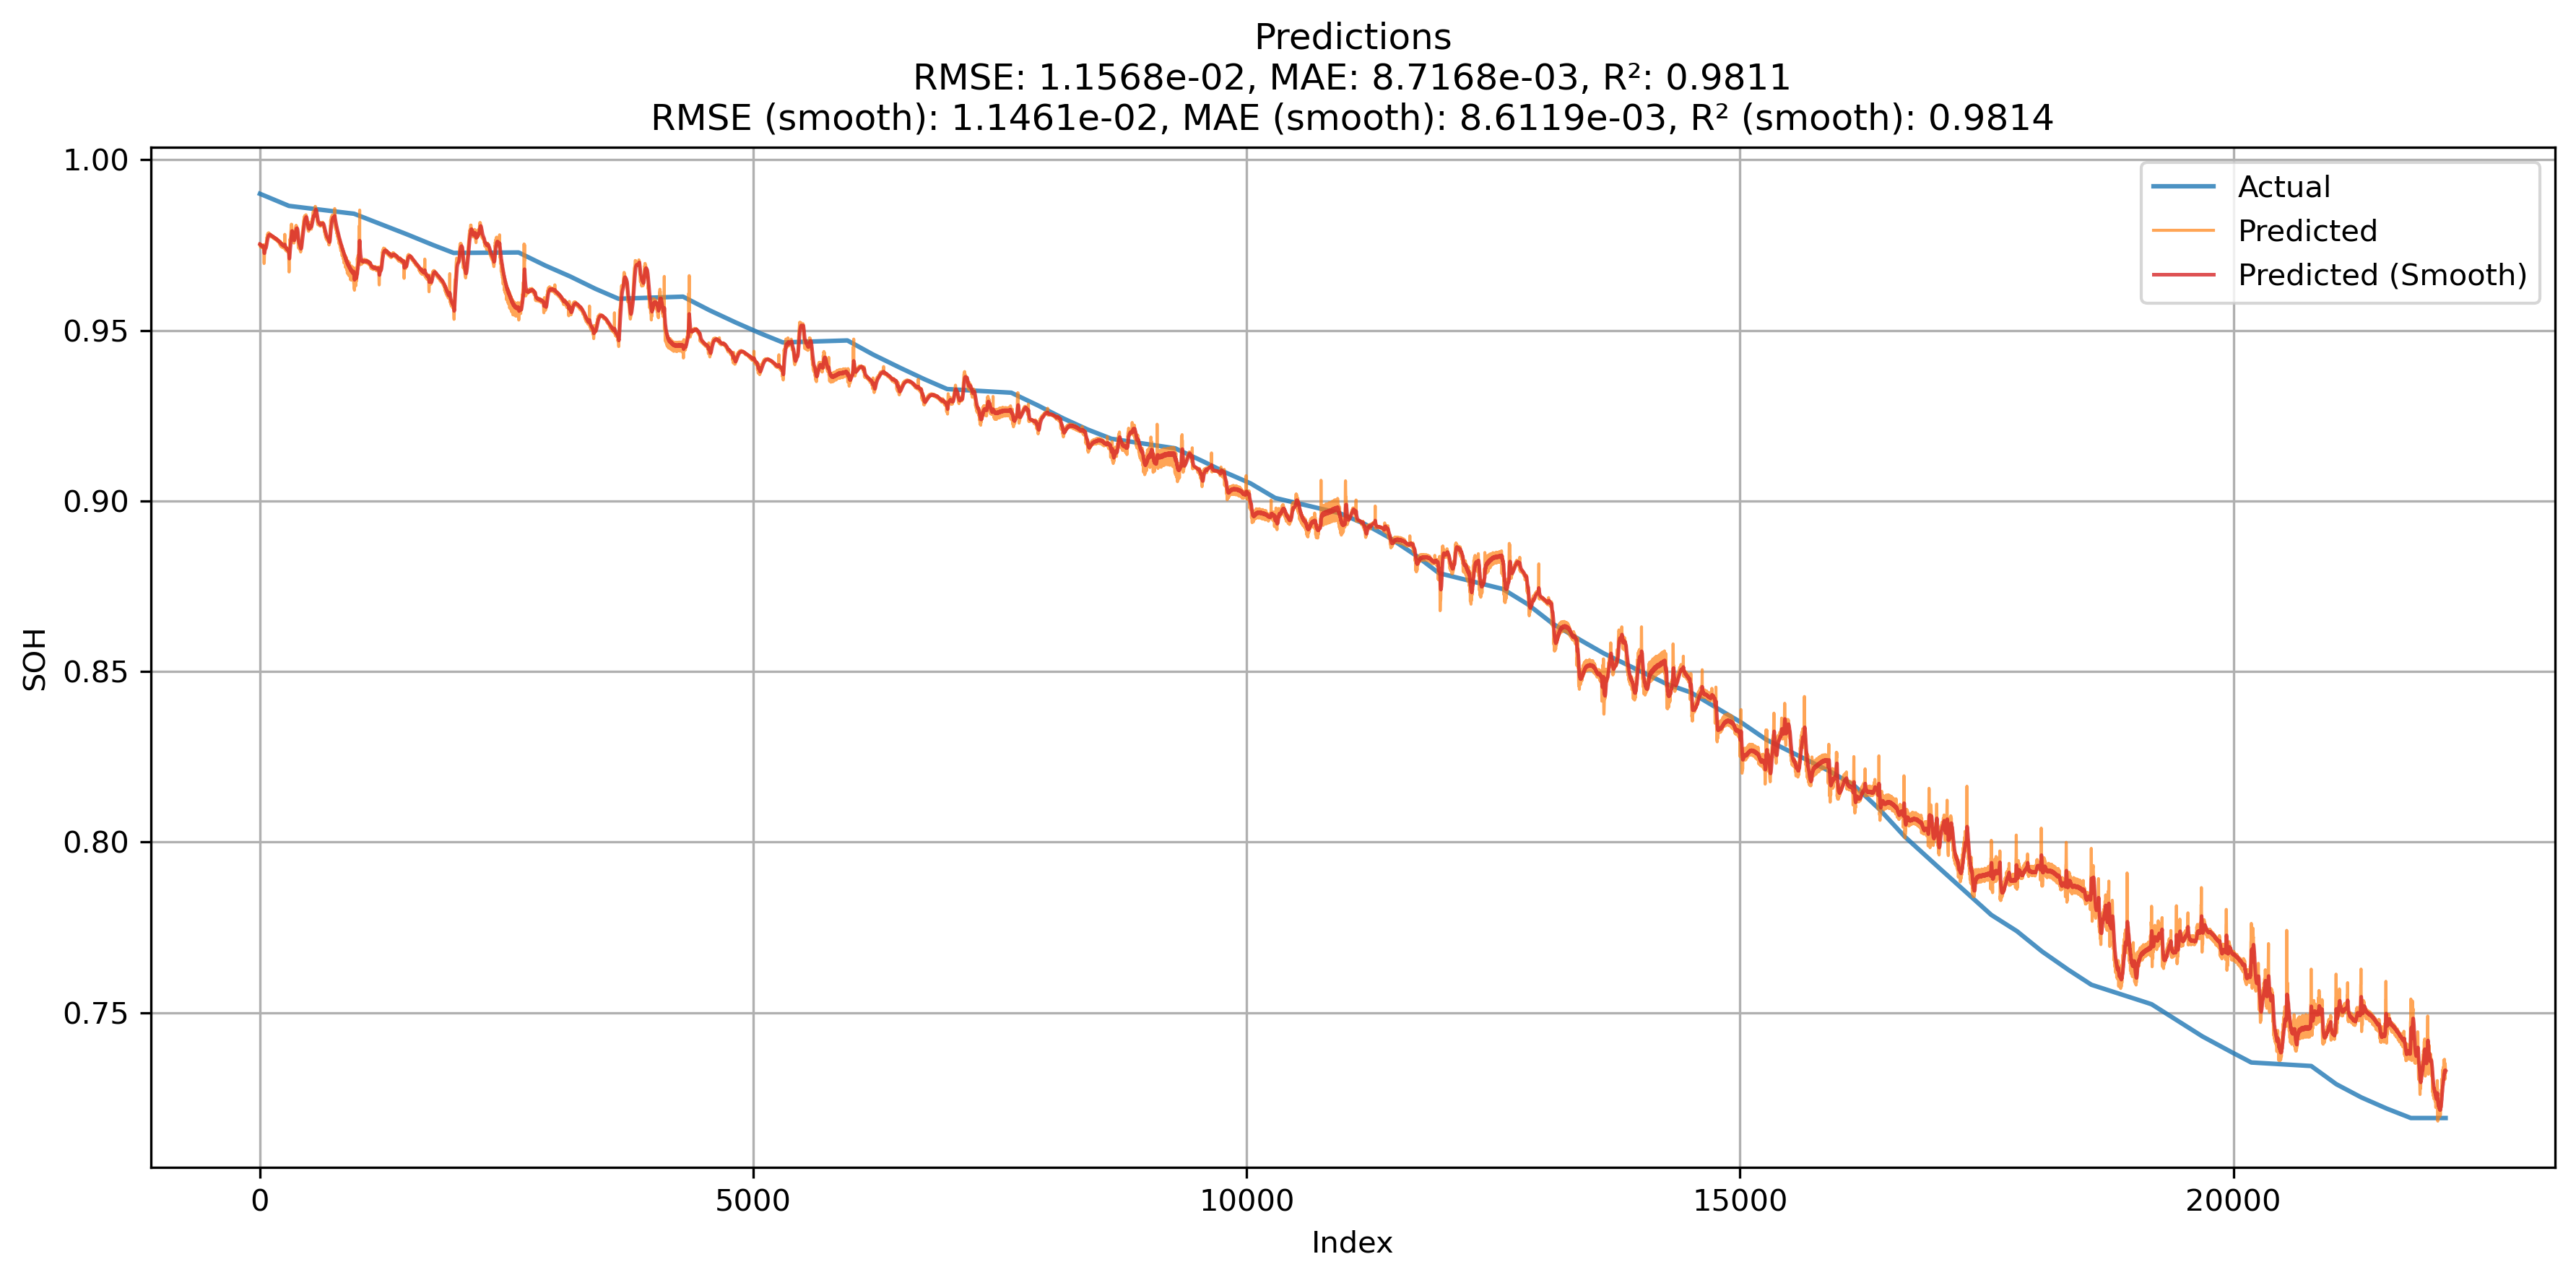 Predictions
RMSE: 1.1568e-02, MAE: 8.7168e-03, R²: 0.9811
RMSE (smooth): 1.1461e-02, MAE (smooth): 8.6119e-03, R² (smooth): 0.9814
1.00
0.95
0.90
0.85
0.80
0.75
SOH
Actual
Predicted
Predicted (Smooth)
0
5000
10000
15000
20000
Index